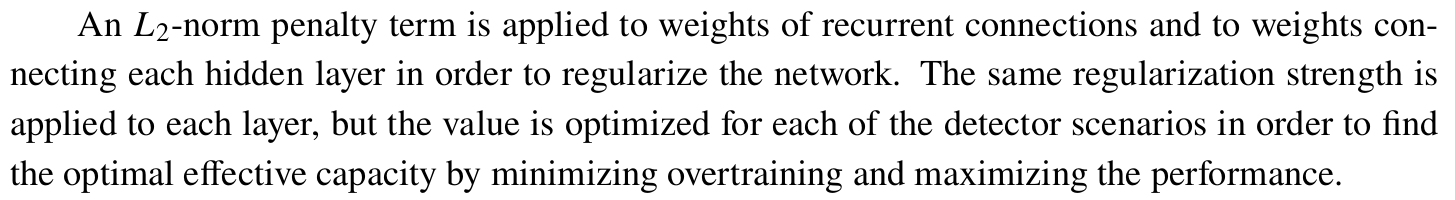 An L₂-norm penalty term is applied to weights of recurrent connections and to weights con-
necting each hidden layer in order to regularize the network. The same regularization strength is
applied to each layer, but the value is optimized for each of the detector scenarios in order to find
the optimal effective capacity by minimizing overtraining and maximizing the performance.